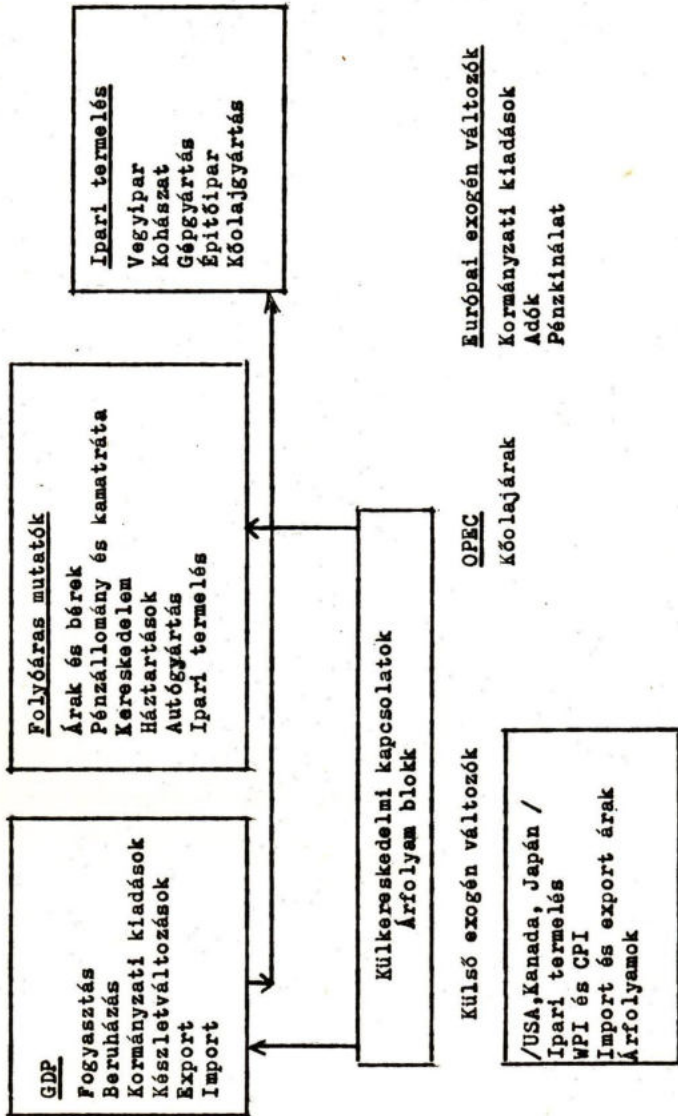 GDP
Fogyasztás
Beruházás
Kormányzati kiadások
Készletváltozások
Export
Import
Folyóáras mutatók
Árak és bérek
Pénzállomány és kamatráta
Kereskedelem
Háztartások
Autógyártás
Ipari termelés
Ipari termelés
Vegyipar
Kohászat
Gépgyártás
Épitőipar
Kőolajgyártás
Külkereskedelmi kapcsolatok
Árfolyam blokk
Külső exogén változók
/USA,Kanada, Japán /
Ipari termelés
WPI és CPI
Import és export árak
Árfolyamok
OPEC
Kőolajárak
Európai exogén változók
Kormányzati kiadások
Adók
Pénzkinálat